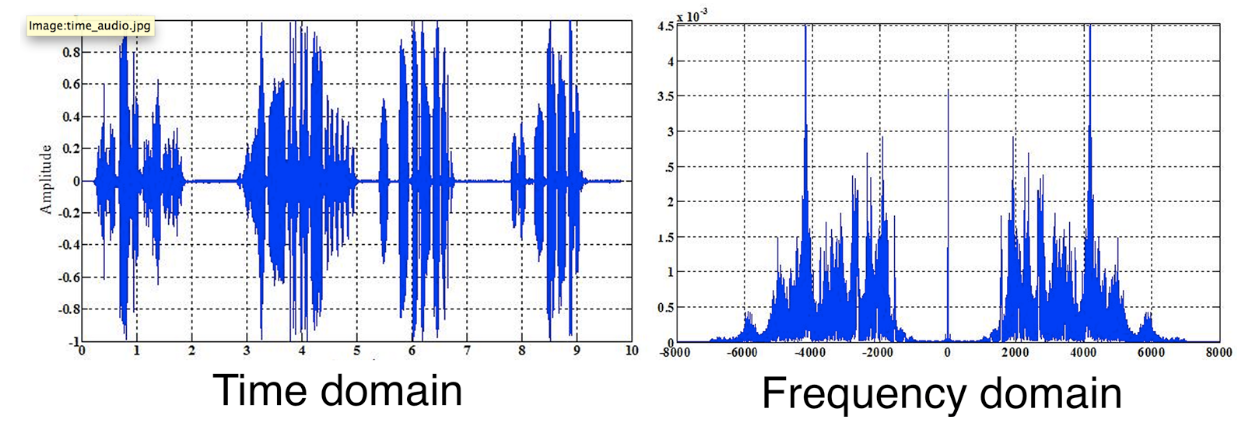 Image:time_audio.jpg
0.8
0.6
0.4
0.2
0
-0.2
-0.4
-0.6
-0.8
-1
Amplitude
0 1 2 3 4 5 6 7 8 9 10
Time domain
x 10-3
4.5
4
3.5
3
.5
2
1.5
1
0.5
0
-8000 -6000 -4000 -2000 0 2000 4000 6000 8000
Frequency domain